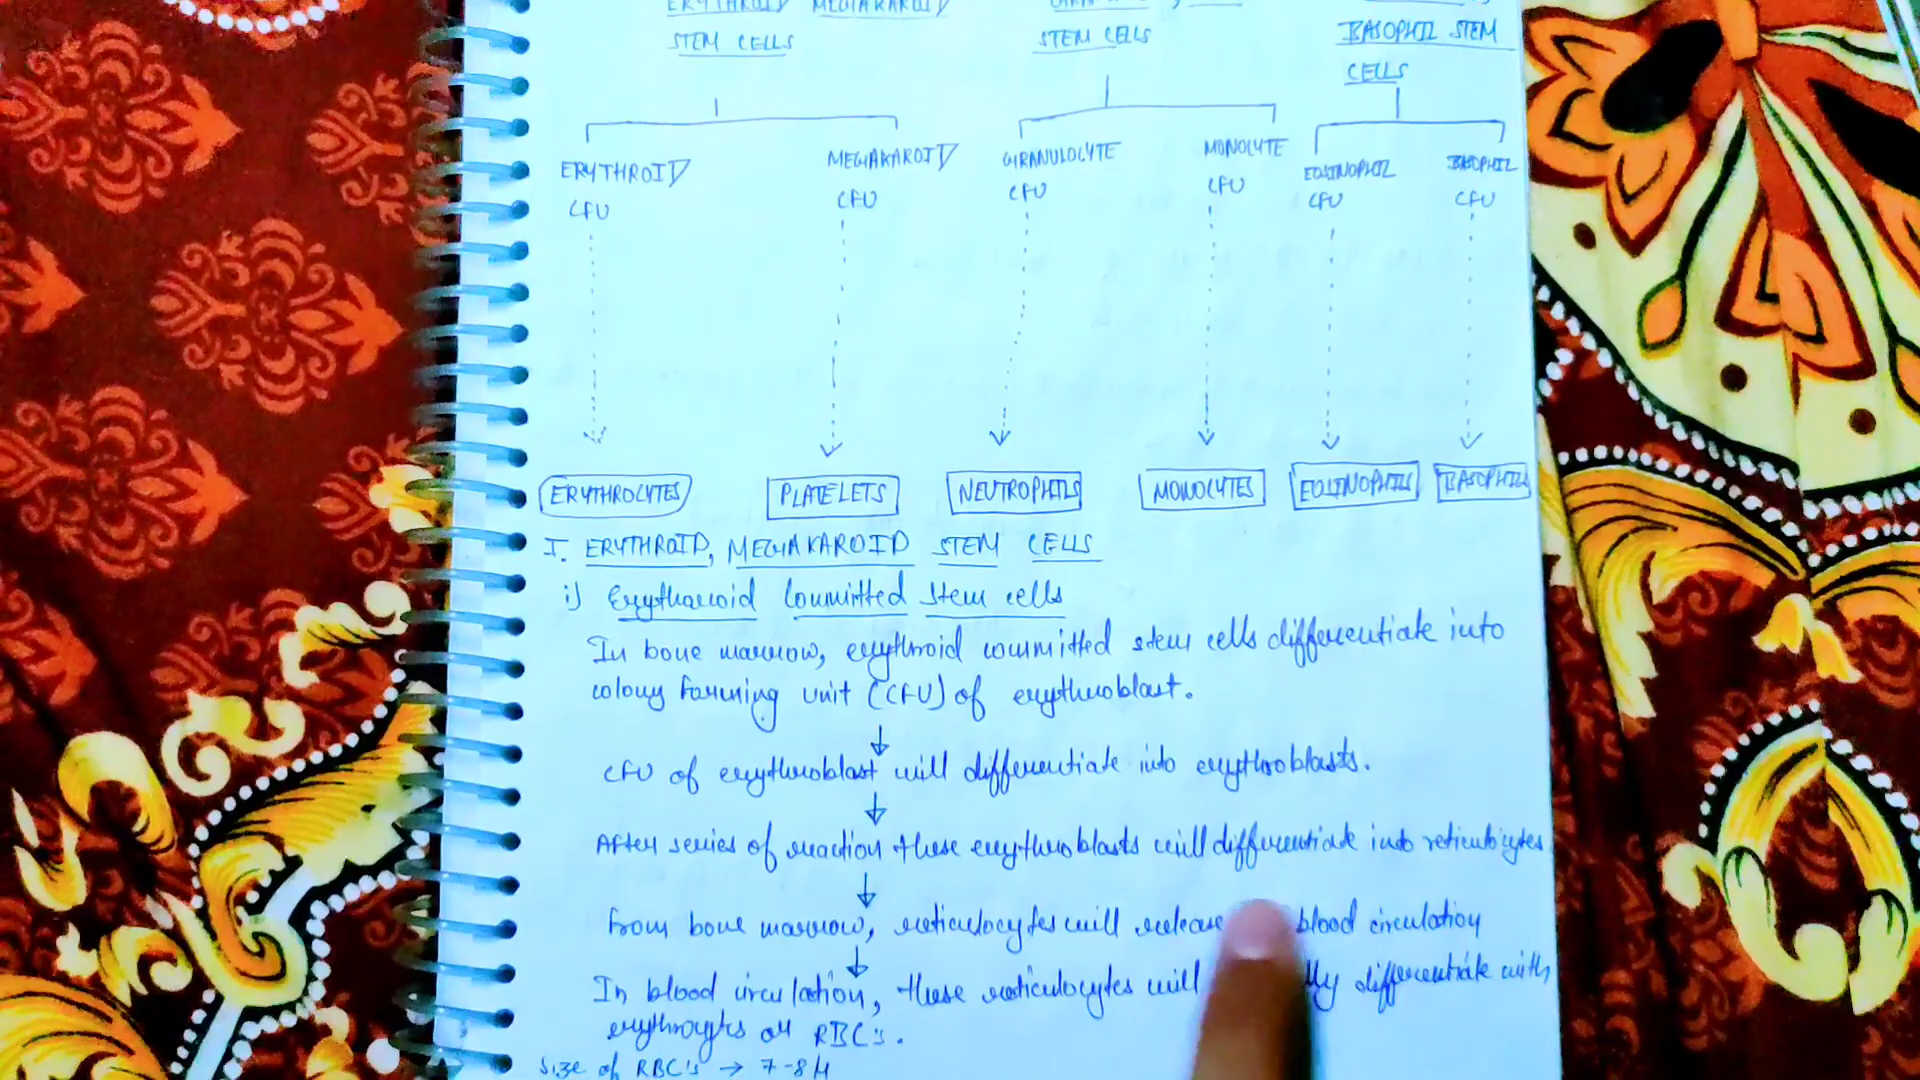 ERYTHROID MEGAKAROID
STEM CELLS
STEM CELLS
BASOPHIL STEM
CELLS
ERYTHROID
CFU
MEGAKAROID
CFU
GRANULOCYTE
CFU
MONOCYTE
CFU
EOSINOPHIL
CFU
BASOPHIL
CFU
ERYTHROCYTES
PLATELETS
NEUTROPHILS
MONOCYTES
EOSINOPHILS
BASOPHILS
I. ERYTHROID, MEGAKAROID STEM CELLS
i) Erytharoid Committed Stem cells
In bone marrow, erythroid committed stem cells differentiate into
colony forming unit (CFU) of erythroblast.
↓
CFU of erythroblast will differentiate into erythroblasts.
↓
After series of reaction these erythroblasts will differentiate into reticulocytes
↓
from bone marrow, reticulocytes will release blood circulation
↓
In blood circulation, these reticulocytes will differentiate with
erythrocyts or RBC's.
Size of RBC's → 7-8μ